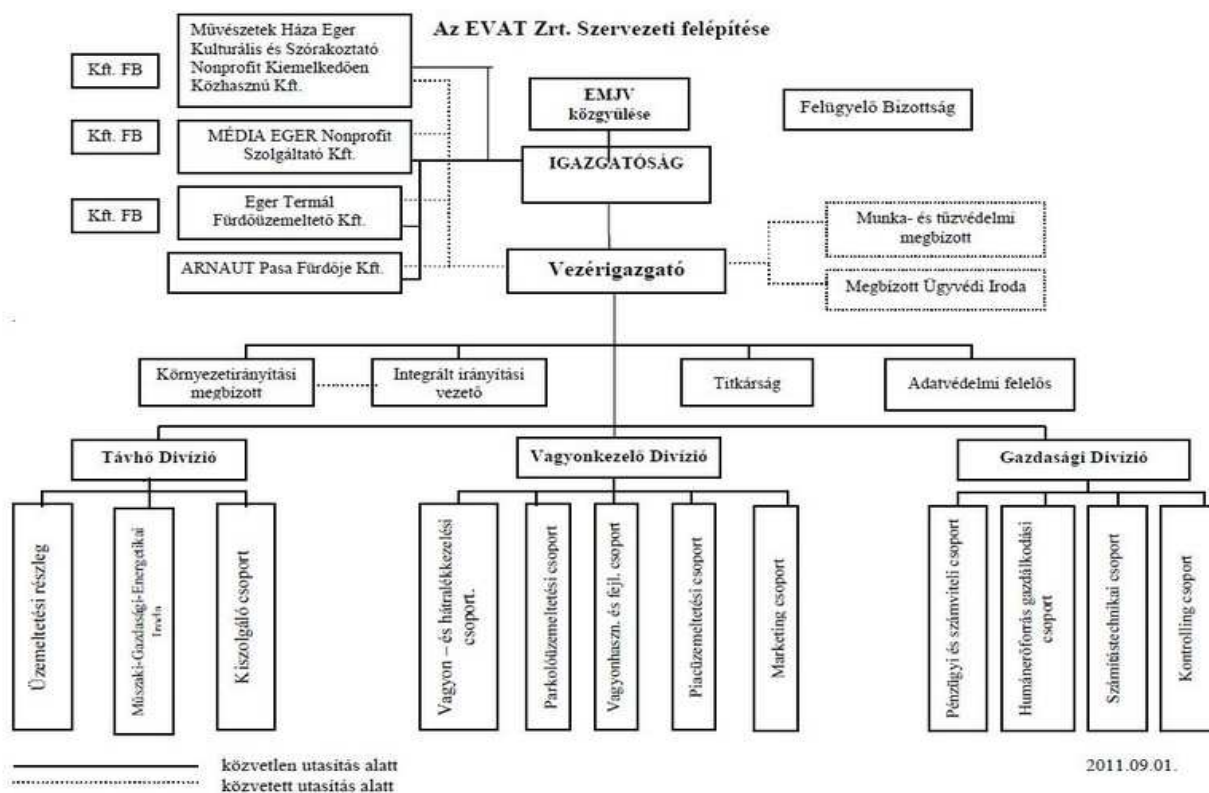 Az EVAT Zrt. Szervezeti felépítése
Kft. FB
Művészetek Háza Eger
Kulturális és Szórakoztató
Nonprofit Kiemelkedően
Közhasznú Kft.
EMJV
közgyűlése
Felügyelő Bizottság
Kft. FB
MÉDIA EGER Nonprofit
Szolgáltató Kft.
IGAZGATÓSÁG
Kft. FB
Eger Termál
Fürdőüzemeltető Kft.
Munka- és tűzvédelmi
megbízott
ARNAUT Pasa Fürdője Kft.
Vezérigazgató
Megbízott Ügyvédi Iroda
Környezetirányítási
megbízott
Integrált irányítási
vezető
Titkárság
Adatvédelmi felelős
Távhő Divízió
Vagyonkezelő Divízió
Gazdasági Divízió
Üzemeltetési részleg
Műszaki-Gazdasági-Energetikai
Iroda
Kiszolgáló csoport
Vagyon – és hátralékkezelési
csoport.
Parkolóüzemeltetési csoport
Vagyonhaszn. és fejl. csoport
Piacüzemeltetési csoport
Marketing csoport
Pénzügyi és számviteli csoport
Humánerőforrás gazdálkodási
csoport
Számítástechnikai csoport
Kontrolling csoport
közvetlen utasítás alatt
közvetett utasítás alatt
2011.09.01.